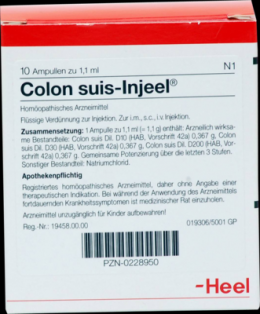 10 Ampullen zu 1,1 ml N1
Colon suis-Injeel®
Homöopathisches Arzneimittel
Flüssige Verdünnung zur Injektion. Zur i.m., s.c., i.v. Injektion.
Zusammensetzung: 1 Ampulle zu 1,1 ml (= 1,1 g) enthält: Arzneilich wirksa-
me Bestandteile: Colon suis Dil. D10 (HAB, Vorschrift 42a) 0,367 g, Colon
suis Dil. D30 (HAB, Vorschrift 42a) 0,367 g, Colon suis Dil. D200 (HAB, Vor-
schrift 42a) 0,367 g. Gemeinsame Potenzierung über die letzten 3 Stufen.
Sonstiger Bestandteil: Natriumchlorid.
Apothekenpflichtig
Registriertes homöopathisches Arzneimittel, daher ohne Angabe einer
therapeutischen Indikation. Bei während der Anwendung des Arzneimittels
fortdauernden Krankheitssymptomen ist medizinischer Rat einzuholen.
Arzneimittel unzugänglich für Kinder aufbewahren!
Reg.-Nr.: 19458.00.00 019306/5001 GP
PZN-0228950
-Heel